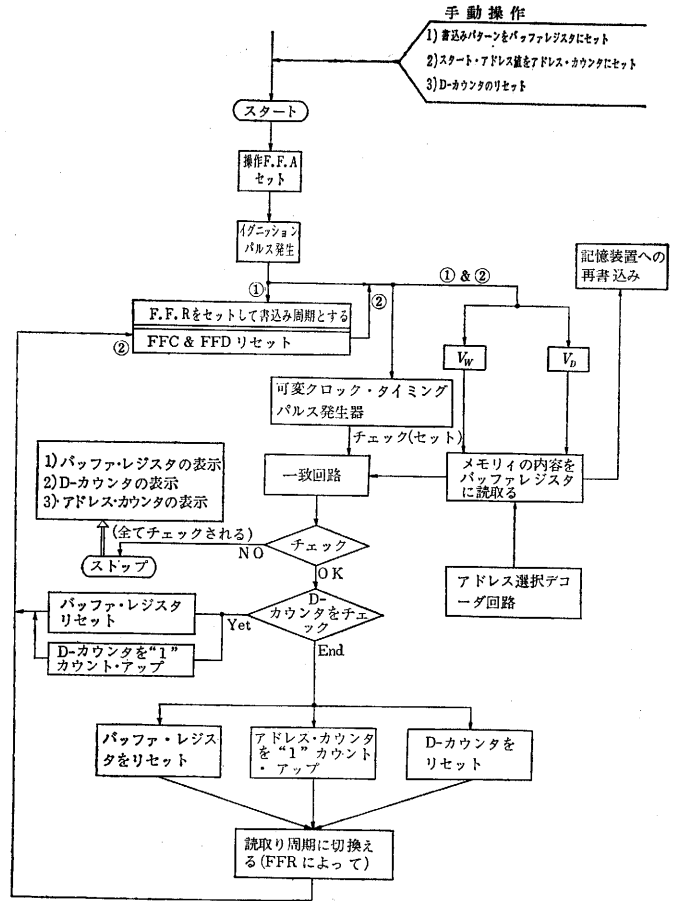 手動操作
1) 書込みパターンをバッファレジスタにセット
2) スタート・アドレス値をアドレス・カウンタにセット
3) D-カウンタのリセット
スタート
操作F.F.A
セット
イグニッション
パルス発生
① & ②
記憶装置への
再書込み
①
②
F.F.Rをセットして書込み周期とする
②
FFC & FFD リセット
VW
VD
可変クロック・タイミング
パルス発生器
チェック(セット)
1) バッファ・レジスタの表示
2) D-カウンタの表示
3) アドレス・カウンタの表示
一致回路
メモリィの内容を
バッファレジスタ
に読取る
(全てチェックされる)
NO
チェック
ストップ
OK
アドレス選択デコ
ーダ回路
バッファ・レジスタ
リセット
D-
カウンタをチェ
ック
Yet
D-カウンタを“1”
カウント・アップ
End
バッファ・レジス
タをリセット
アドレス・カウンタ
を“1”カウント
・アップ
D-カウンタを
リセット
読取り周期に切換え
る(FFRによって)